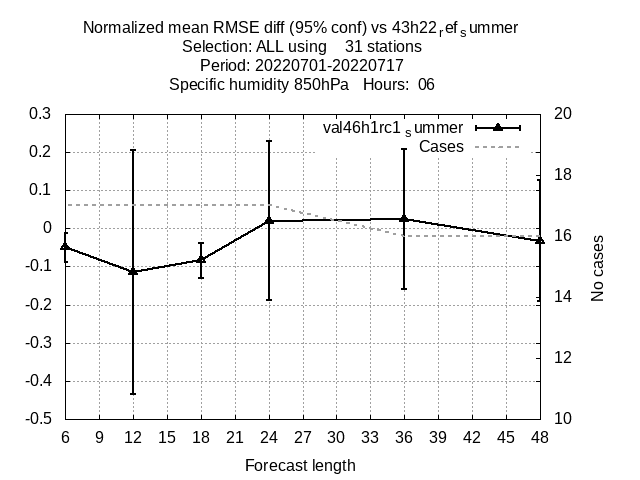 Normalized mean RMSE diff (95% conf) vs 43h22refsummer
Selection: ALL using 31 stations
Period: 20220701-20220717
Specific humidity 850hPa Hours: 06
val46h1rc1summer
Cases
0.3
0.2
0.1
0
-0.1
-0.2
-0.3
-0.4
-0.5
20
18
16
14
12
10
No cases
6 9 12 15 18 21 24 27 30 33 36 39 42 45 48
Forecast length